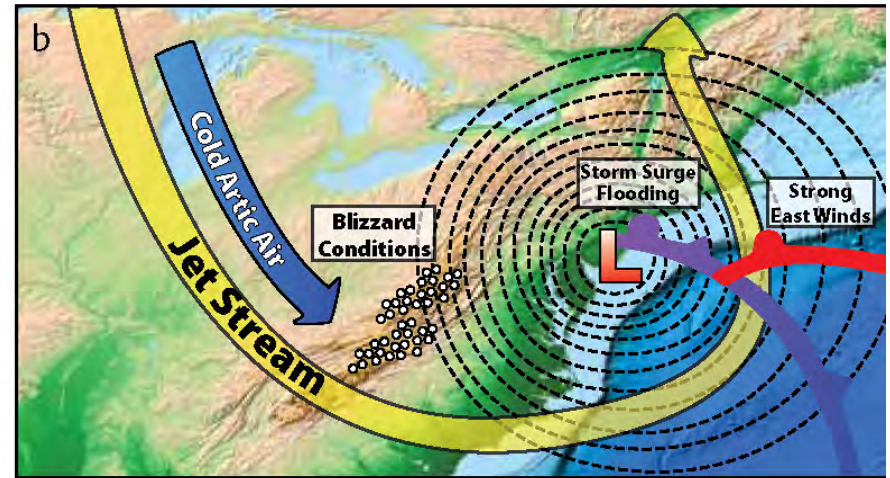 b
Cold Artic Air
Jet Stream
Blizzard
Conditions
Storm Surge
Flooding
L
Strong
East Winds